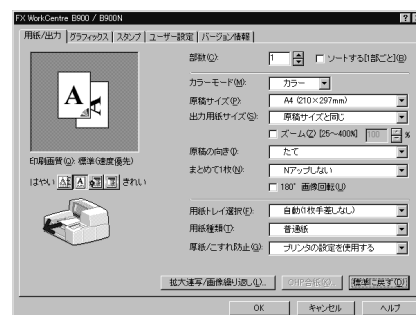 FX WorkCentre B900 / B900N
用紙/出力 グラフィックス スタンプ ユーザー設定 バージョン情報
部数(C): 1 ソートする[1部ごと](B)
カラーモード(M): カラー
原稿サイズ(P): A4 (210×297mm)
出力用紙サイズ(S): 原稿サイズと同じ
ズーム(Z) [25~400%] 100 %
原稿の向き(I): たて
まとめて1枚(N): Nアップしない
180° 画像回転(U)
印刷画質(Q): 標準(速度優先)
はやい きれい
用紙トレイ選択(F): 自動(1枚手差しなし)
用紙種類(T): 普通紙
厚紙/こすれ防止(G): プリンタの設定を使用する
拡大連写/画像繰り返し(L)... OHP合紙(X)... 標準に戻す(D)
OK キャンセル ヘルプ